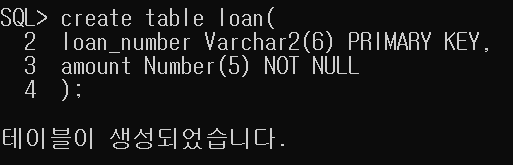 SQL> create table loan(
  2  loan_number Varchar2(6) PRIMARY KEY,
  3  amount Number(5) NOT NULL
  4  );
테이블이 생성되었습니다.